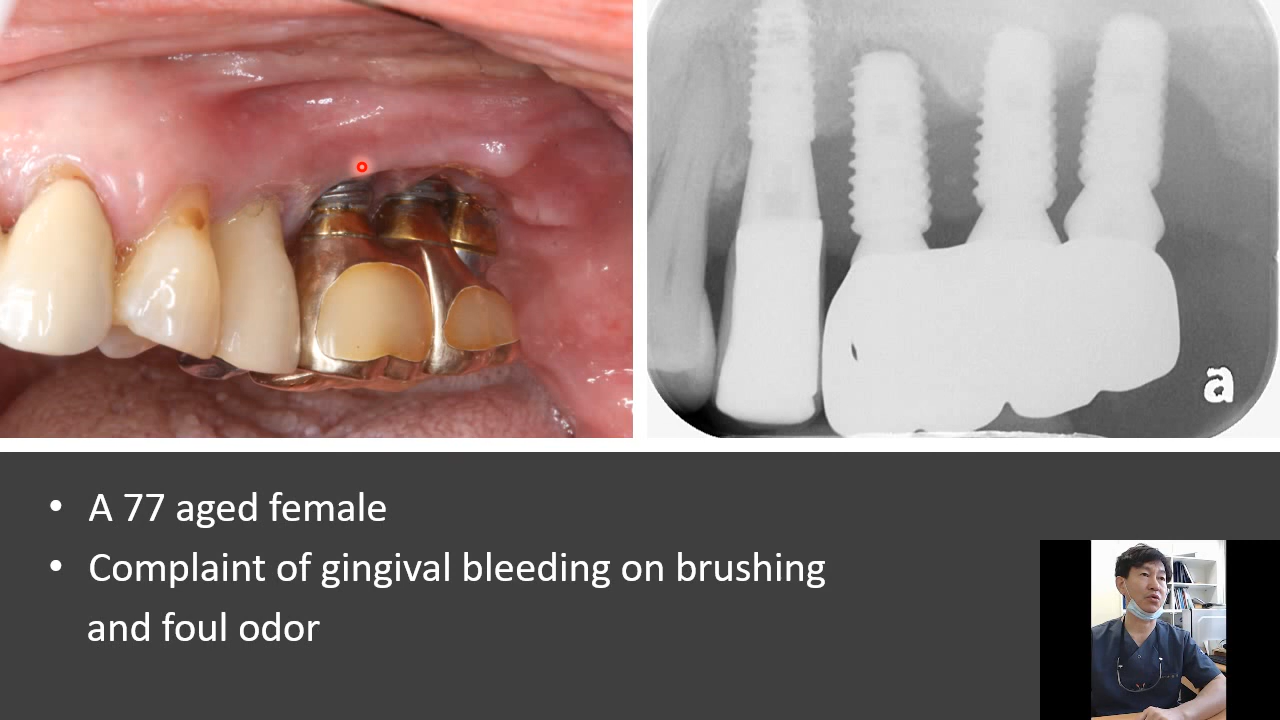 a
• A 77 aged female
• Complaint of gingival bleeding on brushing
and foul odor